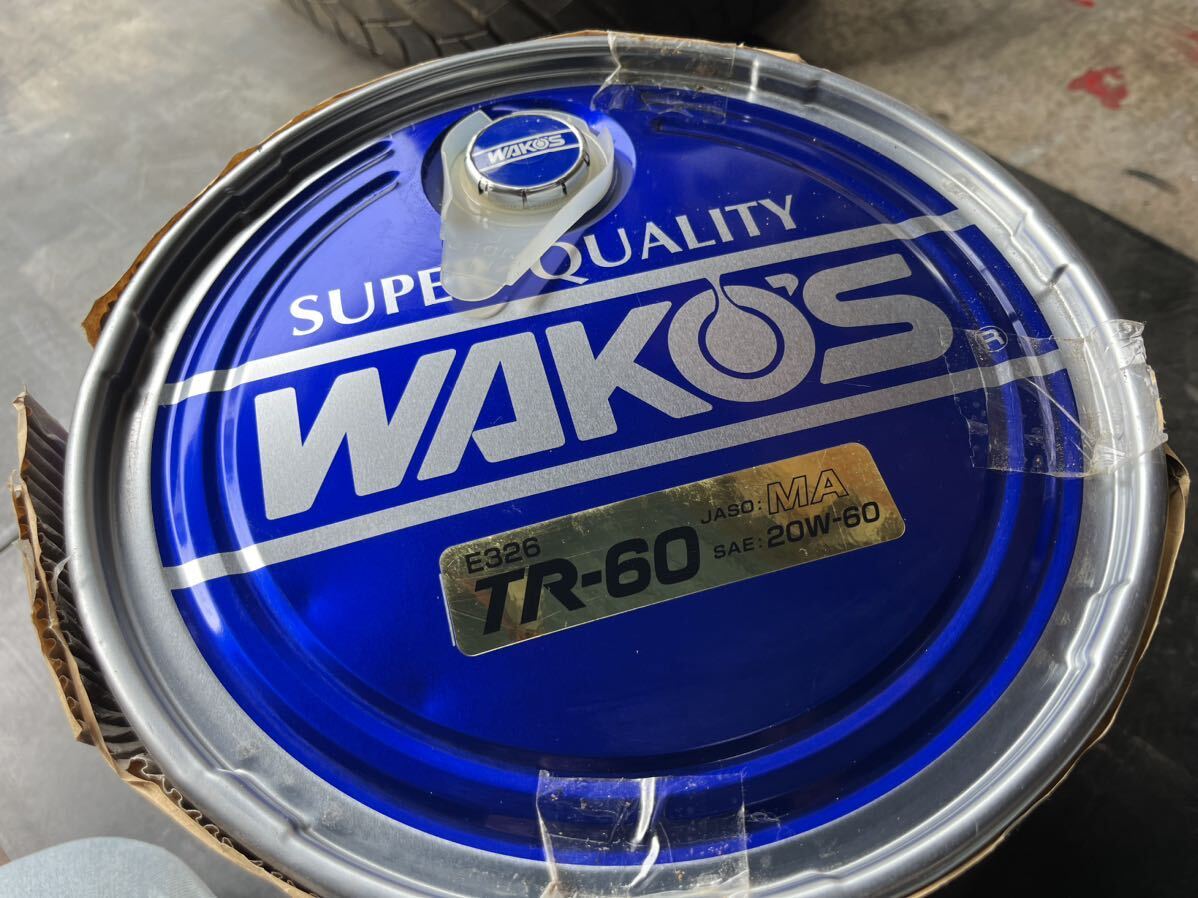 WAKO'S
SUPER QUALITY
WAKO'S®
E326
TR-60
JASO: MA
SAE: 20W-60